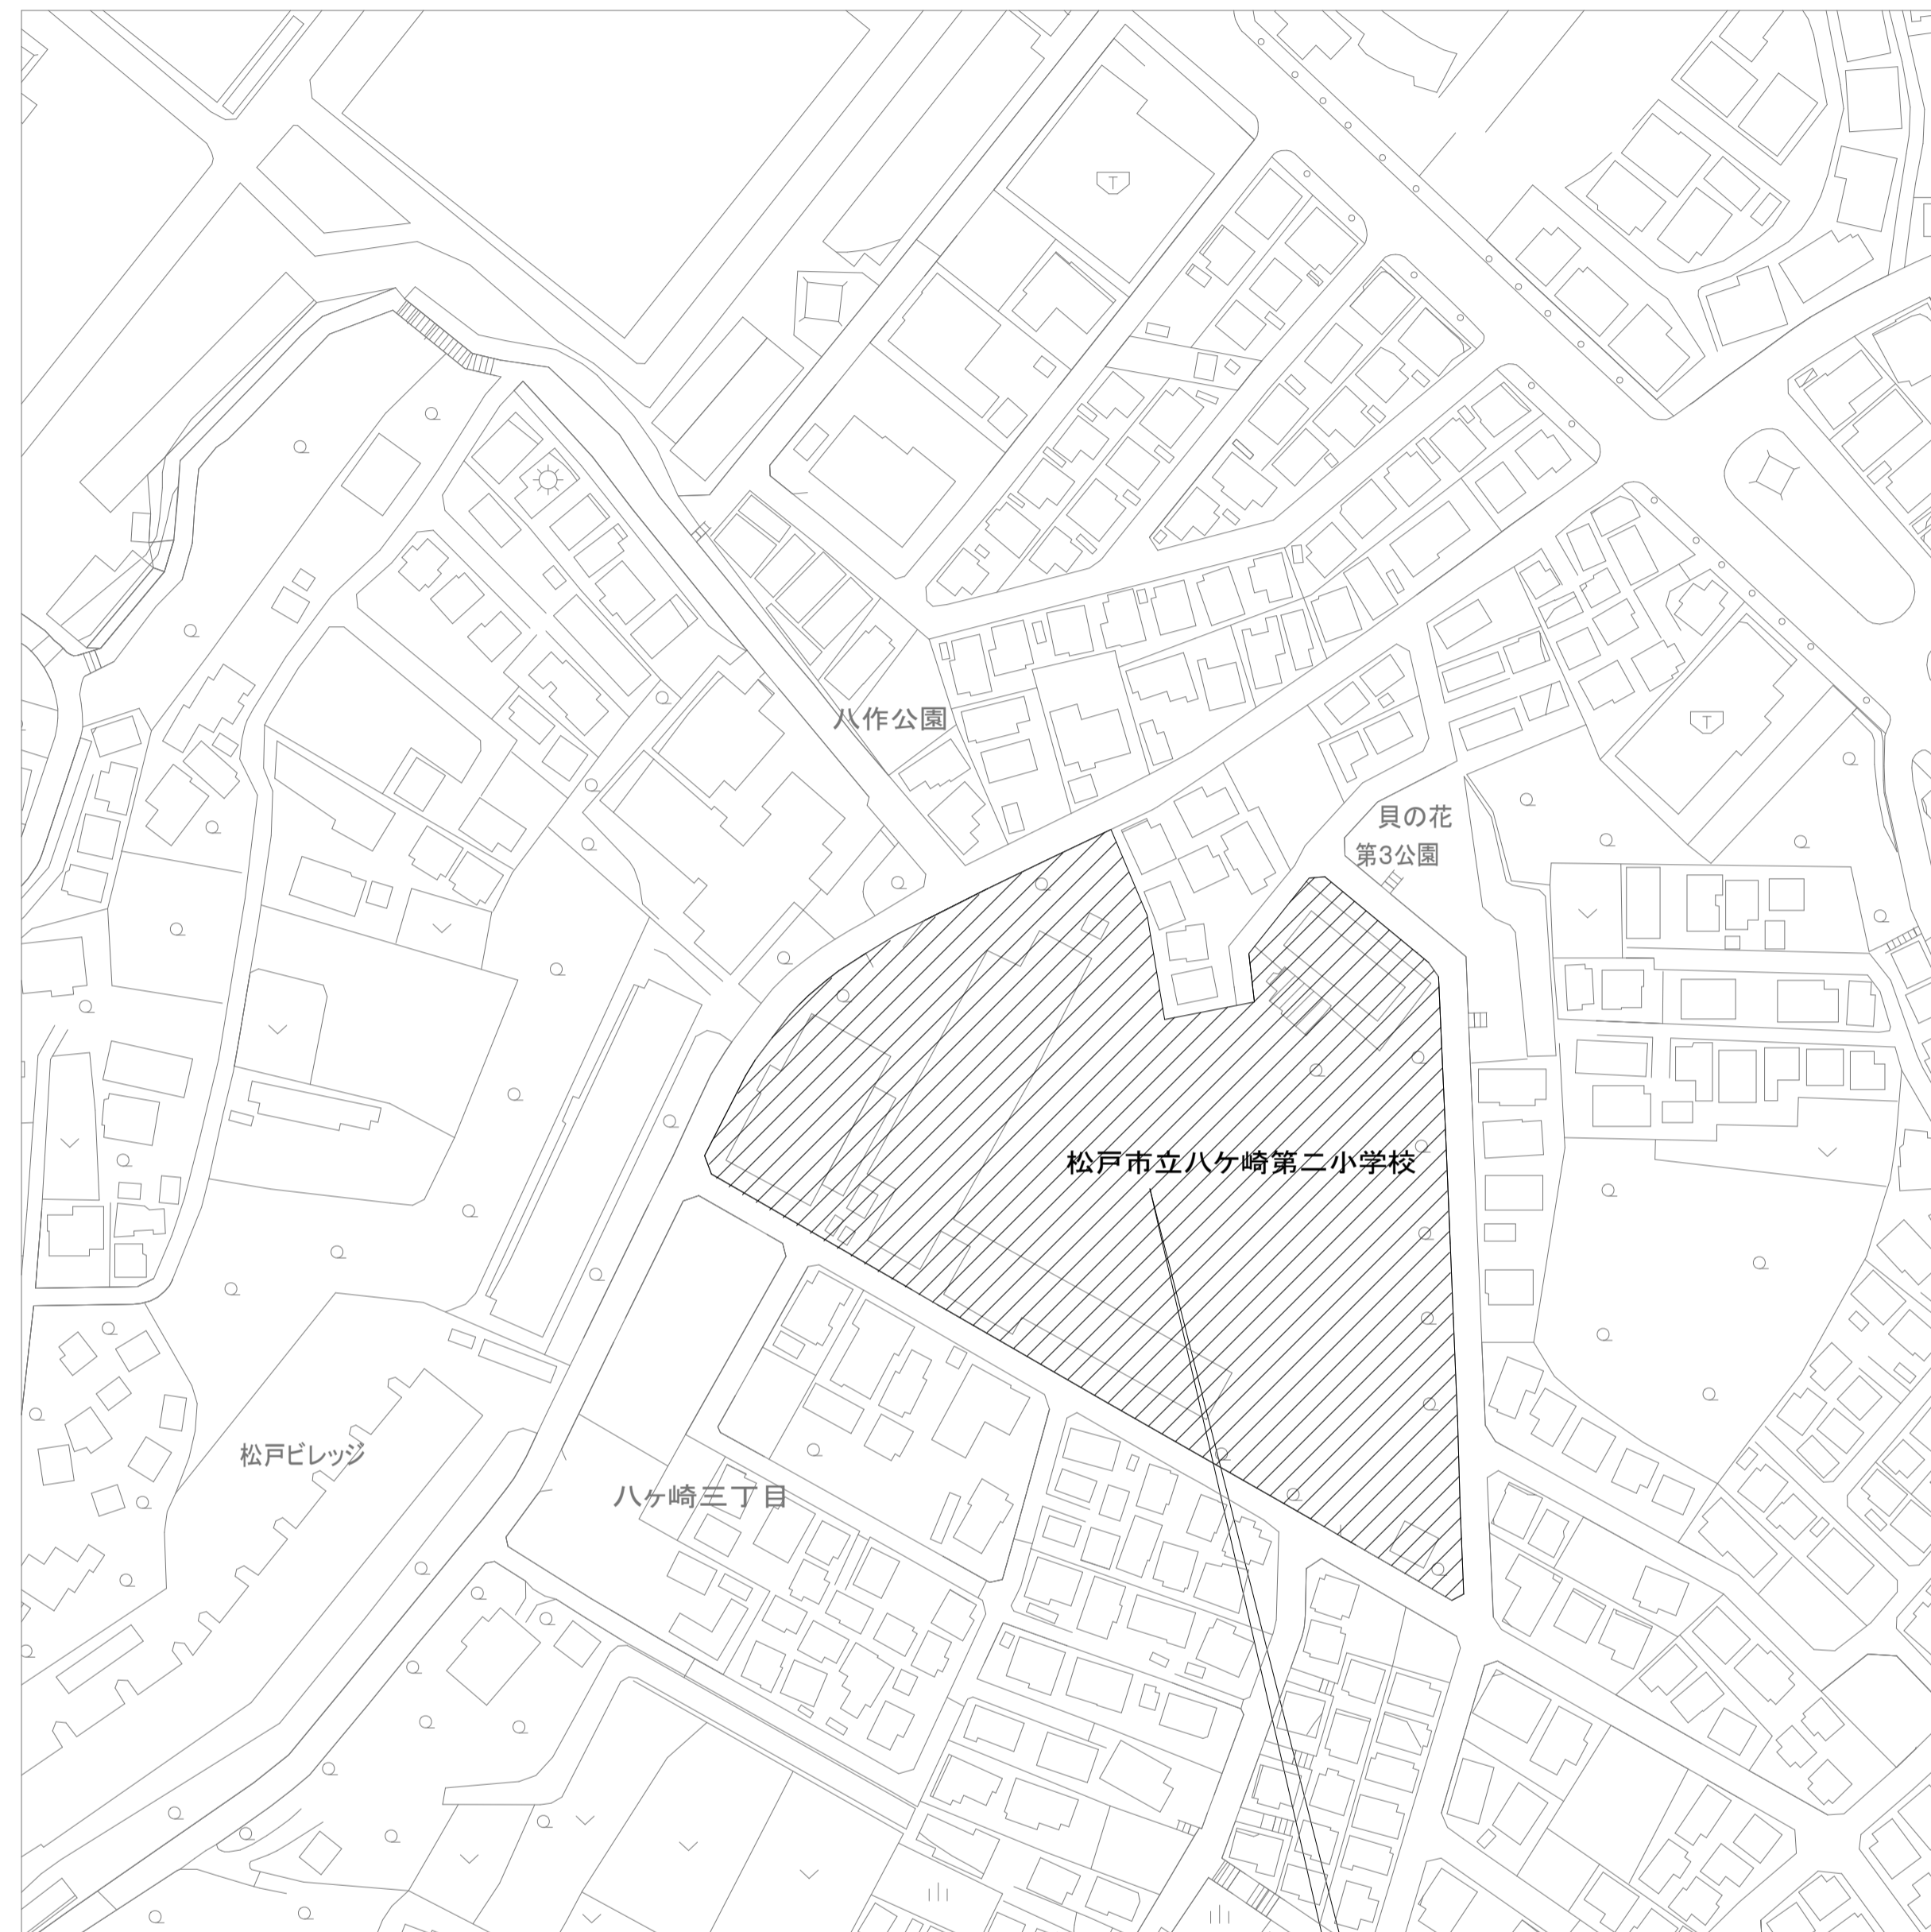 八作公園
貝の花
第3公園
松戸市立八ケ崎第二小学校
松戸ビレッジ
八ヶ崎三丁目